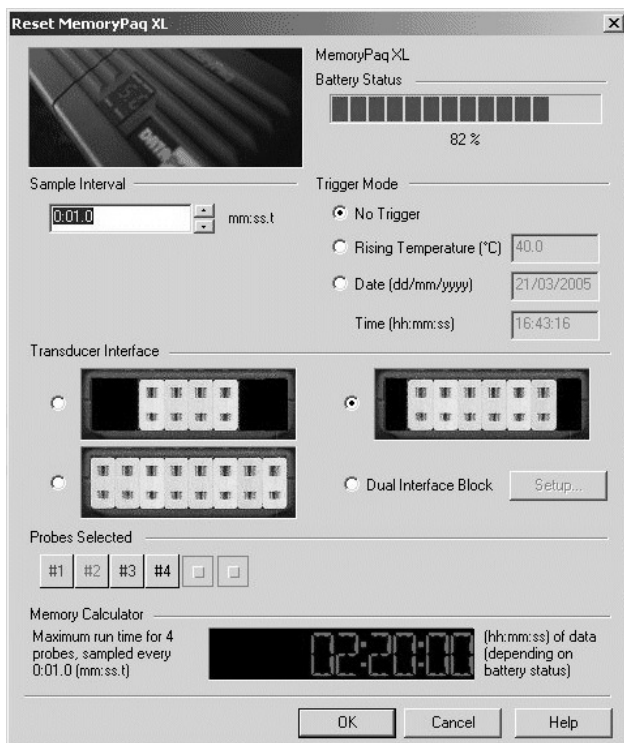 Reset MemoryPaq XL
MemoryPaq XL
Battery Status
82 %
Sample Interval
0:01.0 mm:ss.t
Trigger Mode
No Trigger
Rising Temperature (°C) 40.0
Date (dd/mm/yyyy) 21/03/2005
Time (hh:mm:ss) 16:43:16
Transducer Interface
Dual Interface Block Setup...
Probes Selected
#1 #2 #3 #4
Memory Calculator
Maximum run time for 4
probes, sampled every
0:01.0 (mm:ss.t)
02:20:00
(hh:mm:ss) of data
(depending on
battery status)
OK Cancel Help